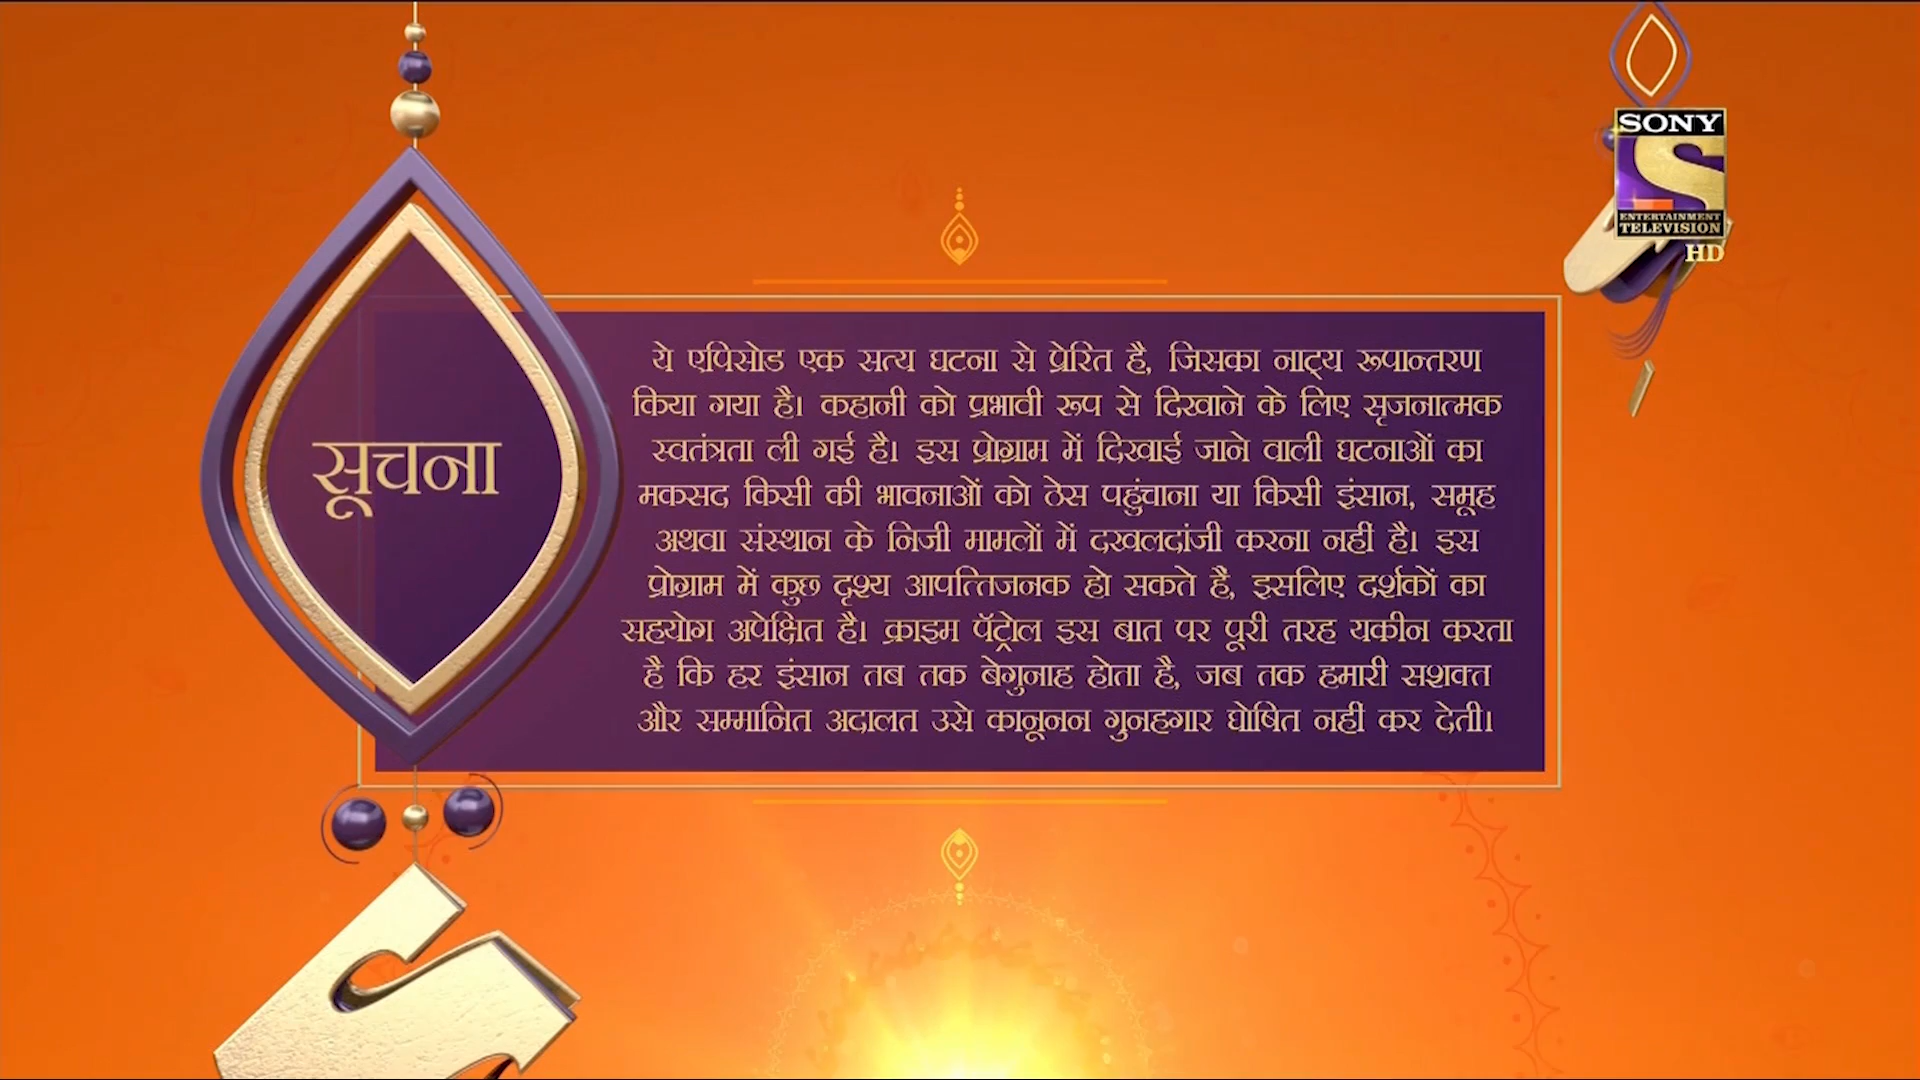 सूचना
ये एपिसोड एक सत्य घटना से प्रेरित है, जिसका नाट्य रूपान्तरण
किया गया है। कहानी को प्रभावी रूप से दिखाने के लिए सृजनात्मक
स्वतंत्रता ली गई है। इस प्रोग्राम में दिखाई जाने वाली घटनाओं का
मकसद किसी की भावनाओं को ठेस पहुंचाना या किसी इंसान, समूह
अथवा संस्थान के निजी मामलों में दखलदांजी करना नहीं है। इस
प्रोग्राम में कुछ दृश्य आपत्तिजनक हो सकते हैं, इसलिए दर्शकों का
सहयोग अपेक्षित है। क्राइम पॅट्रोल इस बात पर पूरी तरह यकीन करता
है कि हर इंसान तब तक बेगुनाह होता है, जब तक हमारी सशक्त
और सम्मानित अदालत उसे कानूनन गुनहगार घोषित नहीं कर देती।
SONY
ENTERTAINMENT
TELEVISION
HD